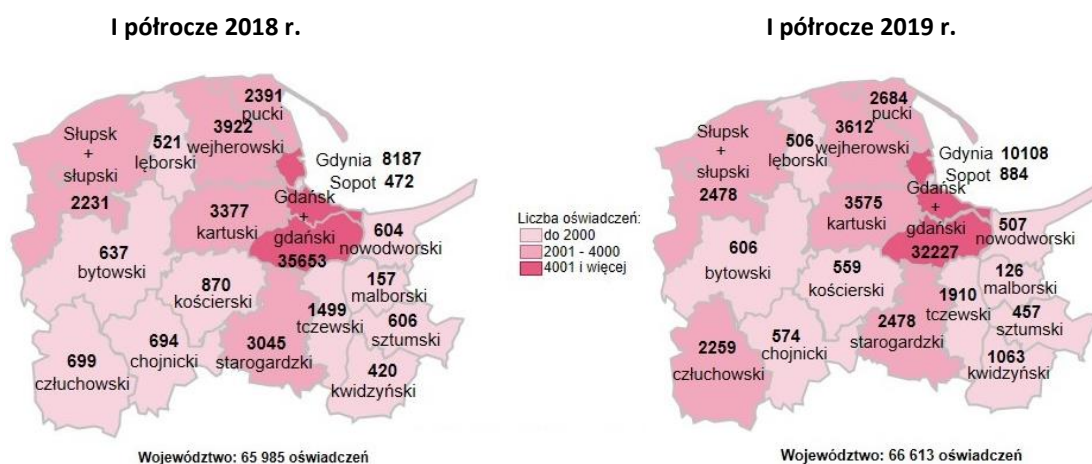 I półrocze 2018 r.
2391
pucki
Słupsk
+
słupski
2231
521
lęborski
3922
wejherowski
Gdynia 8187
Sopot 472
Gdańsk
+
gdański
35653
3377
kartuski
604
nowodworski
637
bytowski
870
kościerski
157
malborski
1499
tczewski
606
sztumski
694
chojnicki
3045
starogardzki
699
człuchowski
420
kwidzyński
Województwo: 65 985 oświadczeń
Liczba oświadczeń:
do 2000
2001 - 4000
4001 i więcej
I półrocze 2019 r.
2684
pucki
Słupsk
+
słupski
2478
506
lęborski
3612
wejherowski
Gdynia 10108
Sopot 884
Gdańsk
+
gdański
32227
3575
kartuski
507
nowodworski
606
bytowski
559
kościerski
126
malborski
1910
tczewski
457
sztumski
574
chojnicki
2478
starogardzki
2259
człuchowski
1063
kwidzyński
Województwo: 66 613 oświadczeń